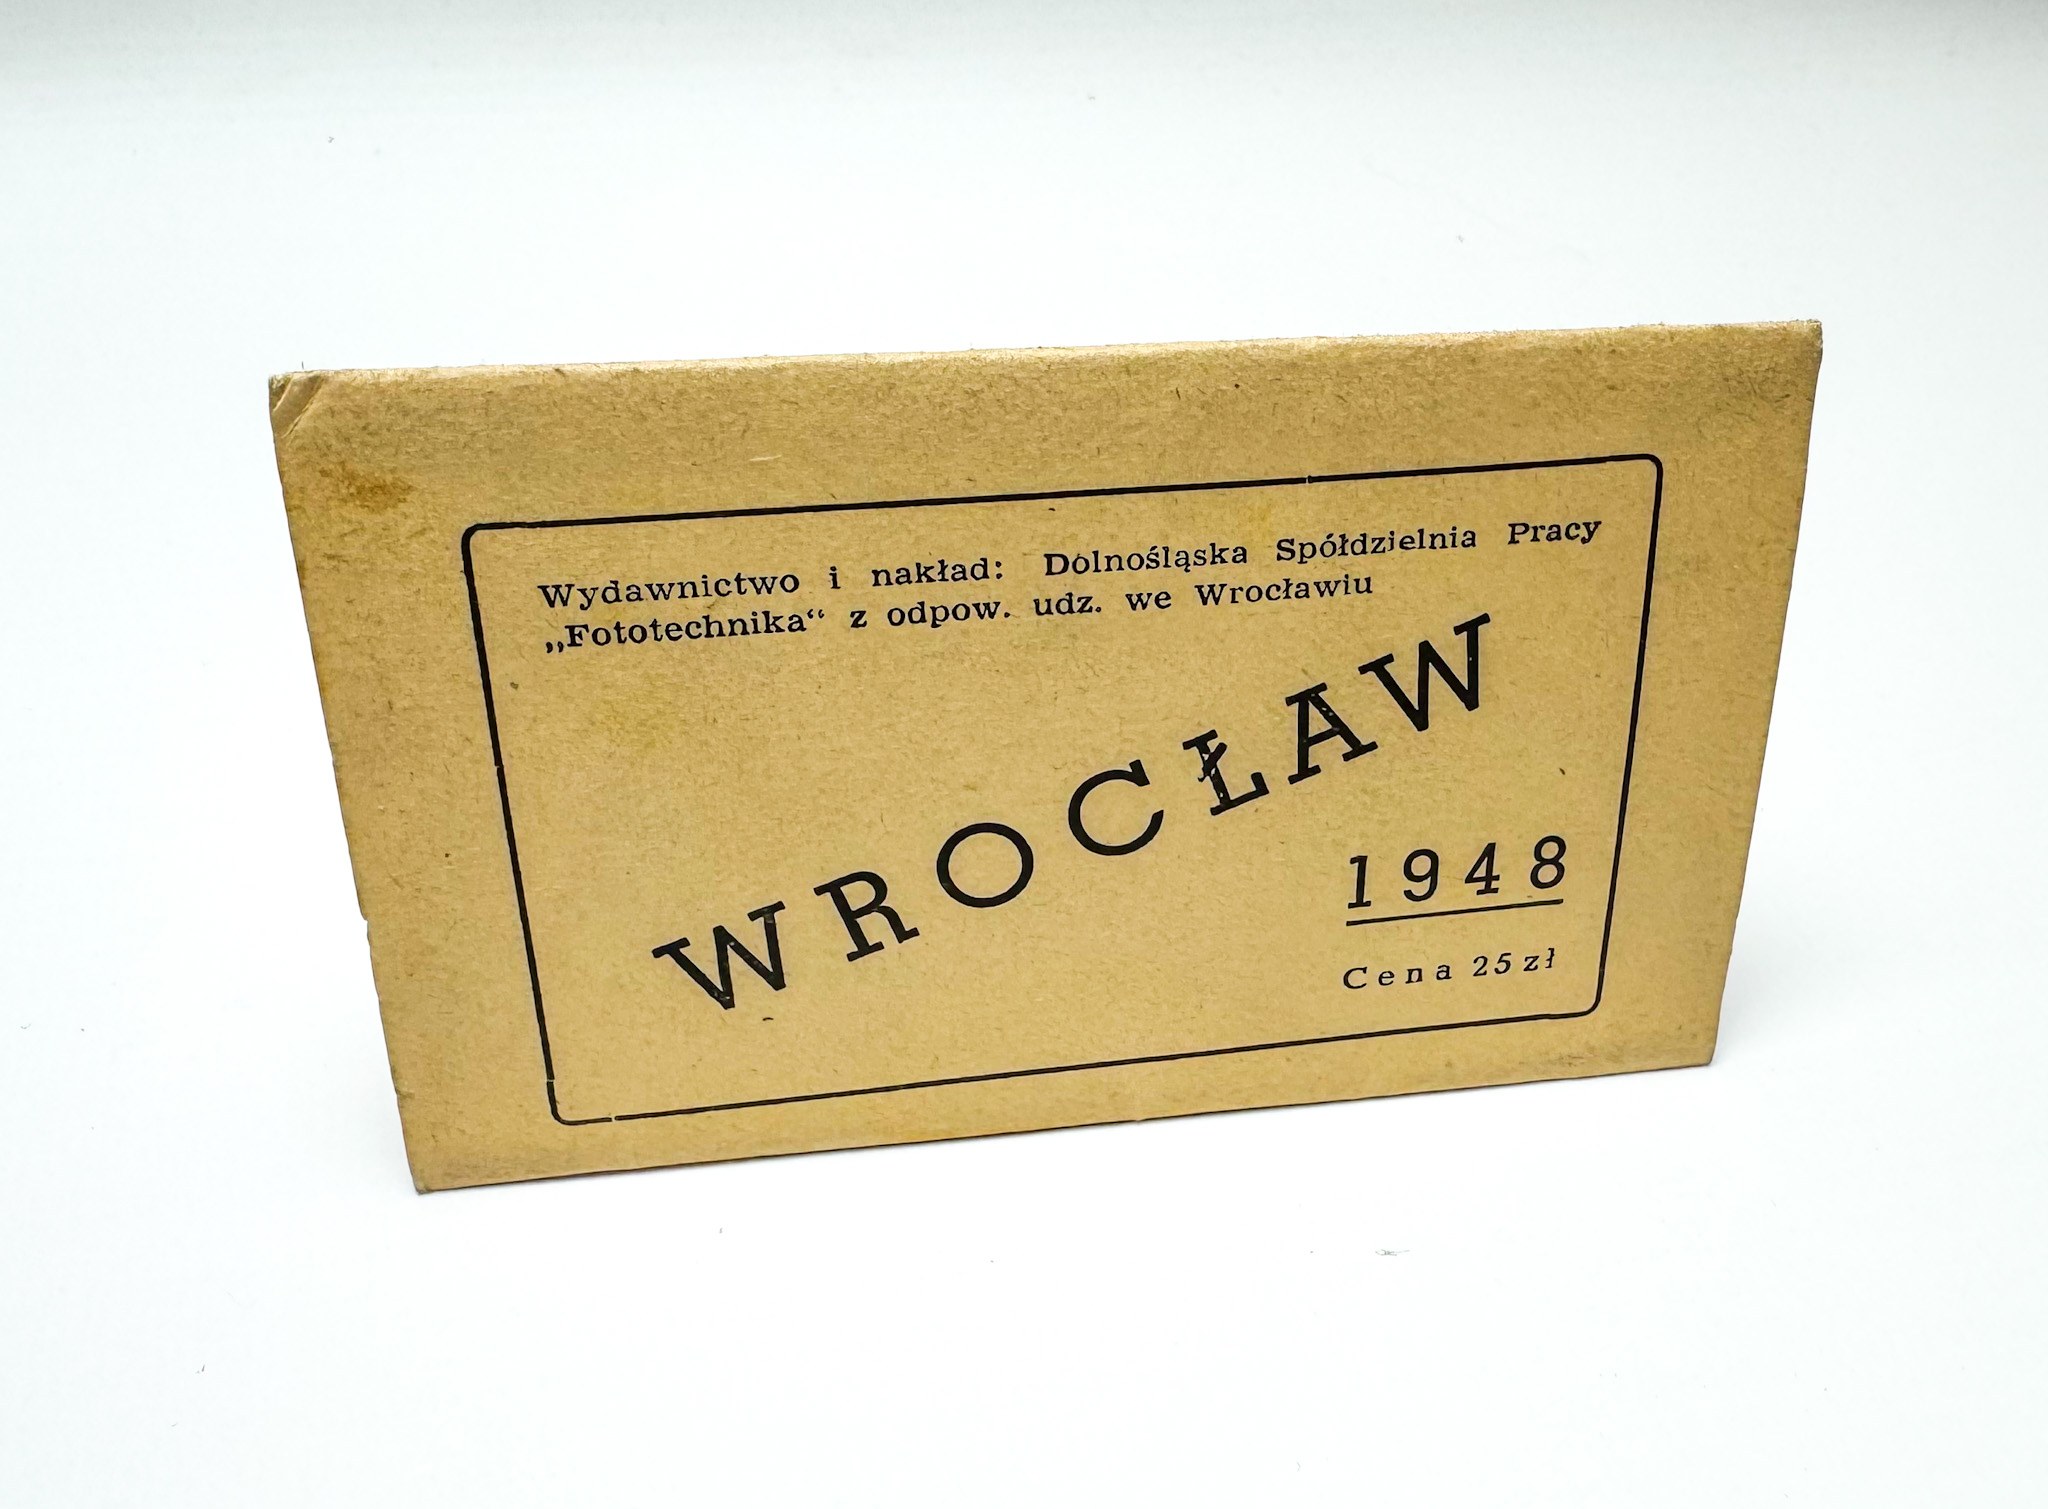 Wydawnictwo i nakład: Dolnośląska Spółdzielnia Pracy
„Fototechnika“ z odpow. udz. we Wrocławiu
WROCŁAW
1948
Cena 25 zł